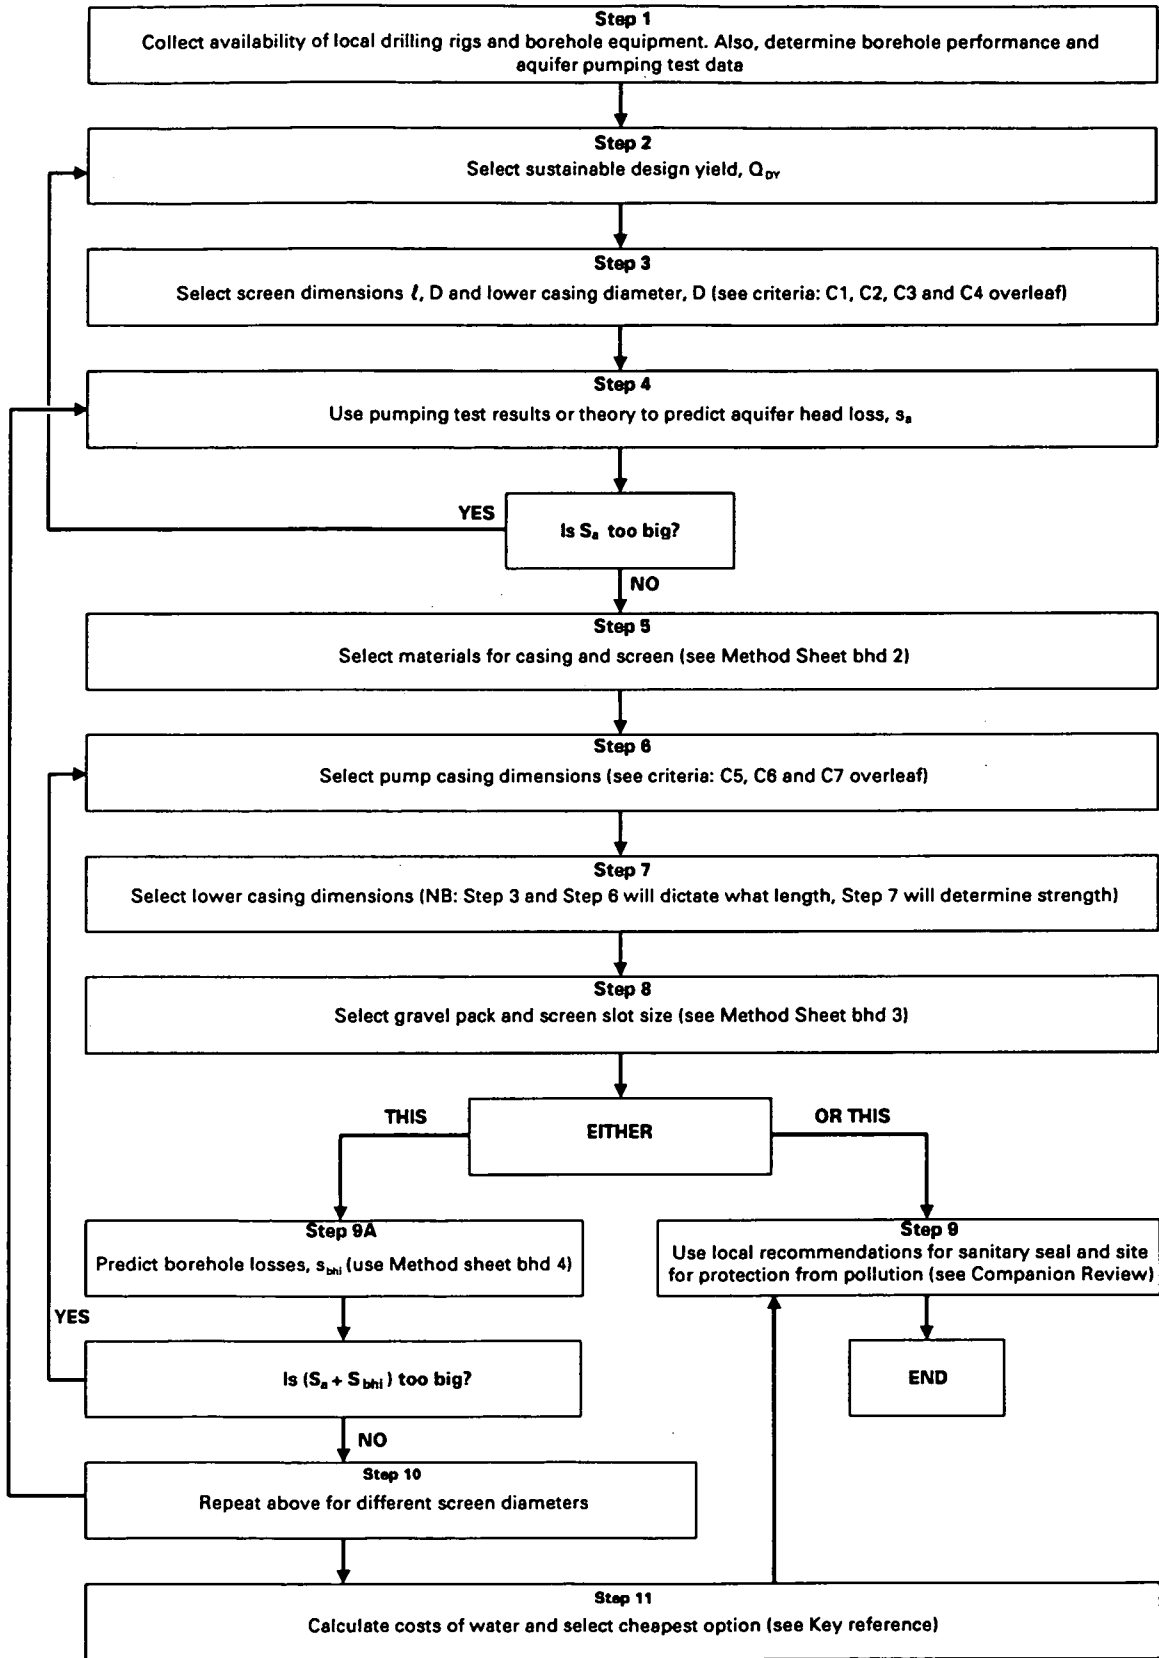 Step 1
Collect availability of local drilling rigs and borehole equipment. Also, determine borehole performance and
aquifer pumping test data
Step 2
Select sustainable design yield, Q_DY
Step 3
Select screen dimensions ℓ, D and lower casing diameter, D (see criteria: C1, C2, C3 and C4 overleaf)
Step 4
Use pumping test results or theory to predict aquifer head loss, s_a
YES
Is S_a too big?
NO
Step 5
Select materials for casing and screen (see Method Sheet bhd 2)
Step 6
Select pump casing dimensions (see criteria: C5, C6 and C7 overleaf)
Step 7
Select lower casing dimensions (NB: Step 3 and Step 6 will dictate what length, Step 7 will determine strength)
Step 8
Select gravel pack and screen slot size (see Method Sheet bhd 3)
THIS
EITHER
OR THIS
Step 9A
Predict borehole losses, s_bhl (use Method sheet bhd 4)
Step 9
Use local recommendations for sanitary seal and site
for protection from pollution (see Companion Review)
YES
Is (S_a + S_bhl) too big?
END
NO
Step 10
Repeat above for different screen diameters
Step 11
Calculate costs of water and select cheapest option (see Key reference)